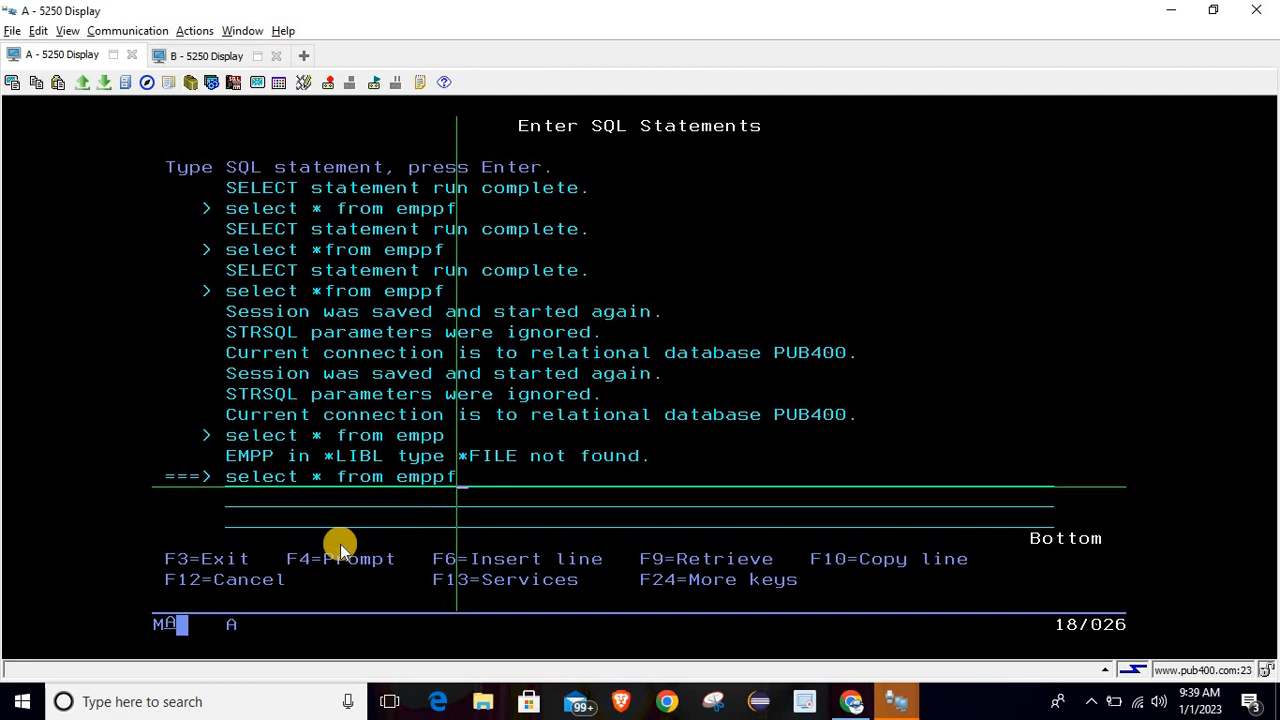 A - 5250 Display
File Edit View Communication Actions Window Help
A - 5250 Display B - 5250 Display
Enter SQL Statements
Type SQL statement, press Enter.
SELECT statement run complete.
> select * from emppf
SELECT statement run complete.
> select *from emppf
SELECT statement run complete.
> select *from emppf
Session was saved and started again.
STRSQL parameters were ignored.
Current connection is to relational database PUB400.
Session was saved and started again.
STRSQL parameters were ignored.
Current connection is to relational database PUB400.
> select * from empp
EMPP in *LIBL type *FILE not found.
===> select * from emppf
Bottom
F3=Exit F4=Prompt F6=Insert line F9=Retrieve F10=Copy line
F12=Cancel F13=Services F24=More keys
MA A 18/026
www.pub400.com:23
Type here to search 99+ 9:39 AM
1/1/2023 3